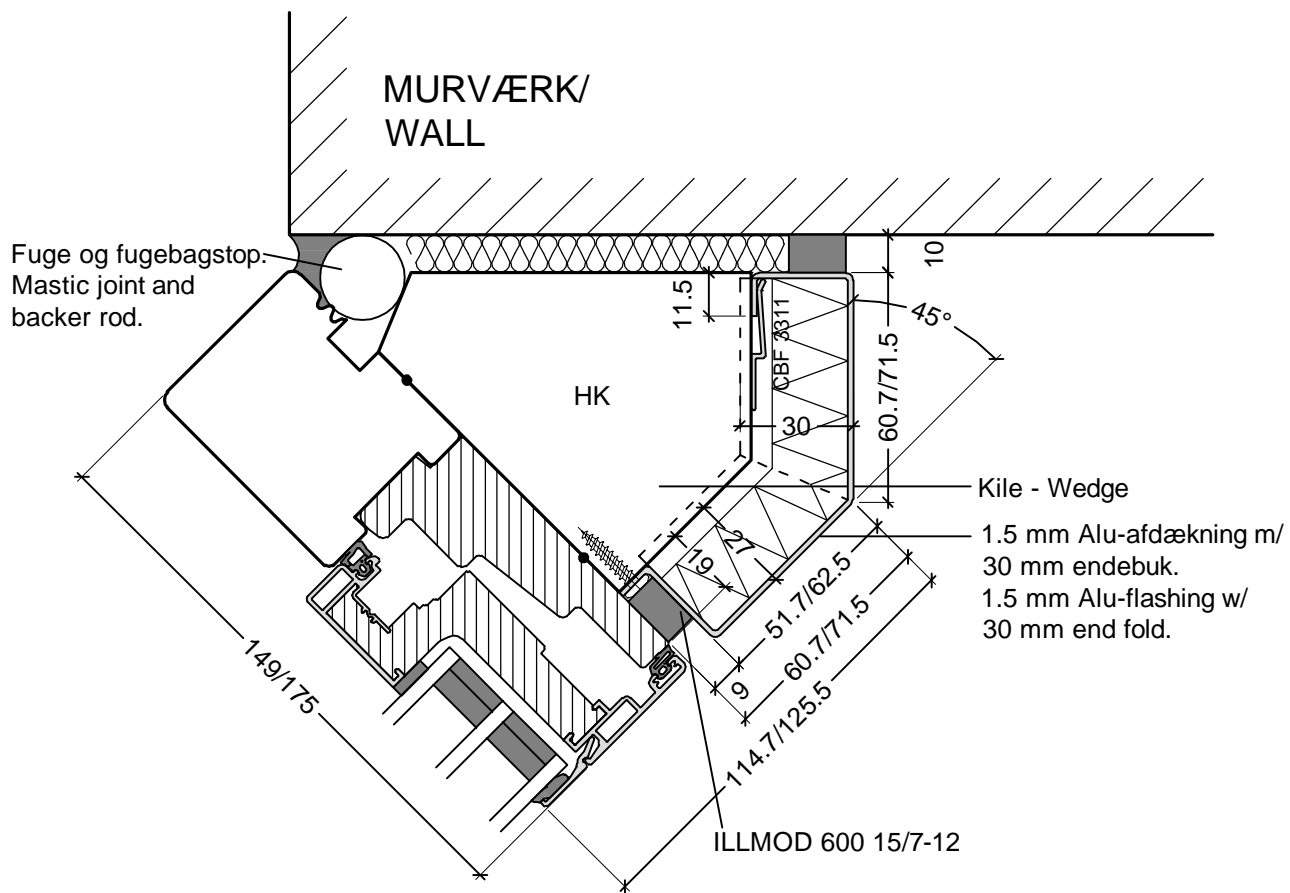 MURVÆRK/
WALL
Fuge og fugebagstop.
Mastic joint and
backer rod.
10
11.5
CBF 3311
45°
60.7/71.5
HK
30
Kile - Wedge
1.5 mm Alu-afdækning m/
30 mm endebuk.
1.5 mm Alu-flashing w/
30 mm end fold.
27
19
51.7/62.5
60.7/71.5
9
114.7/125.5
149/175
ILLMOD 600 15/7-12